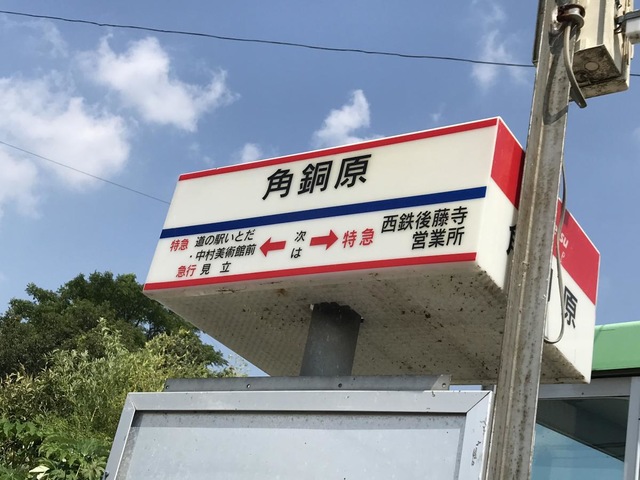 角銅原
特急 道の駅いとだ
・中村美術館前
急行 見立
次は
特急 西鉄後藤寺
営業所
原